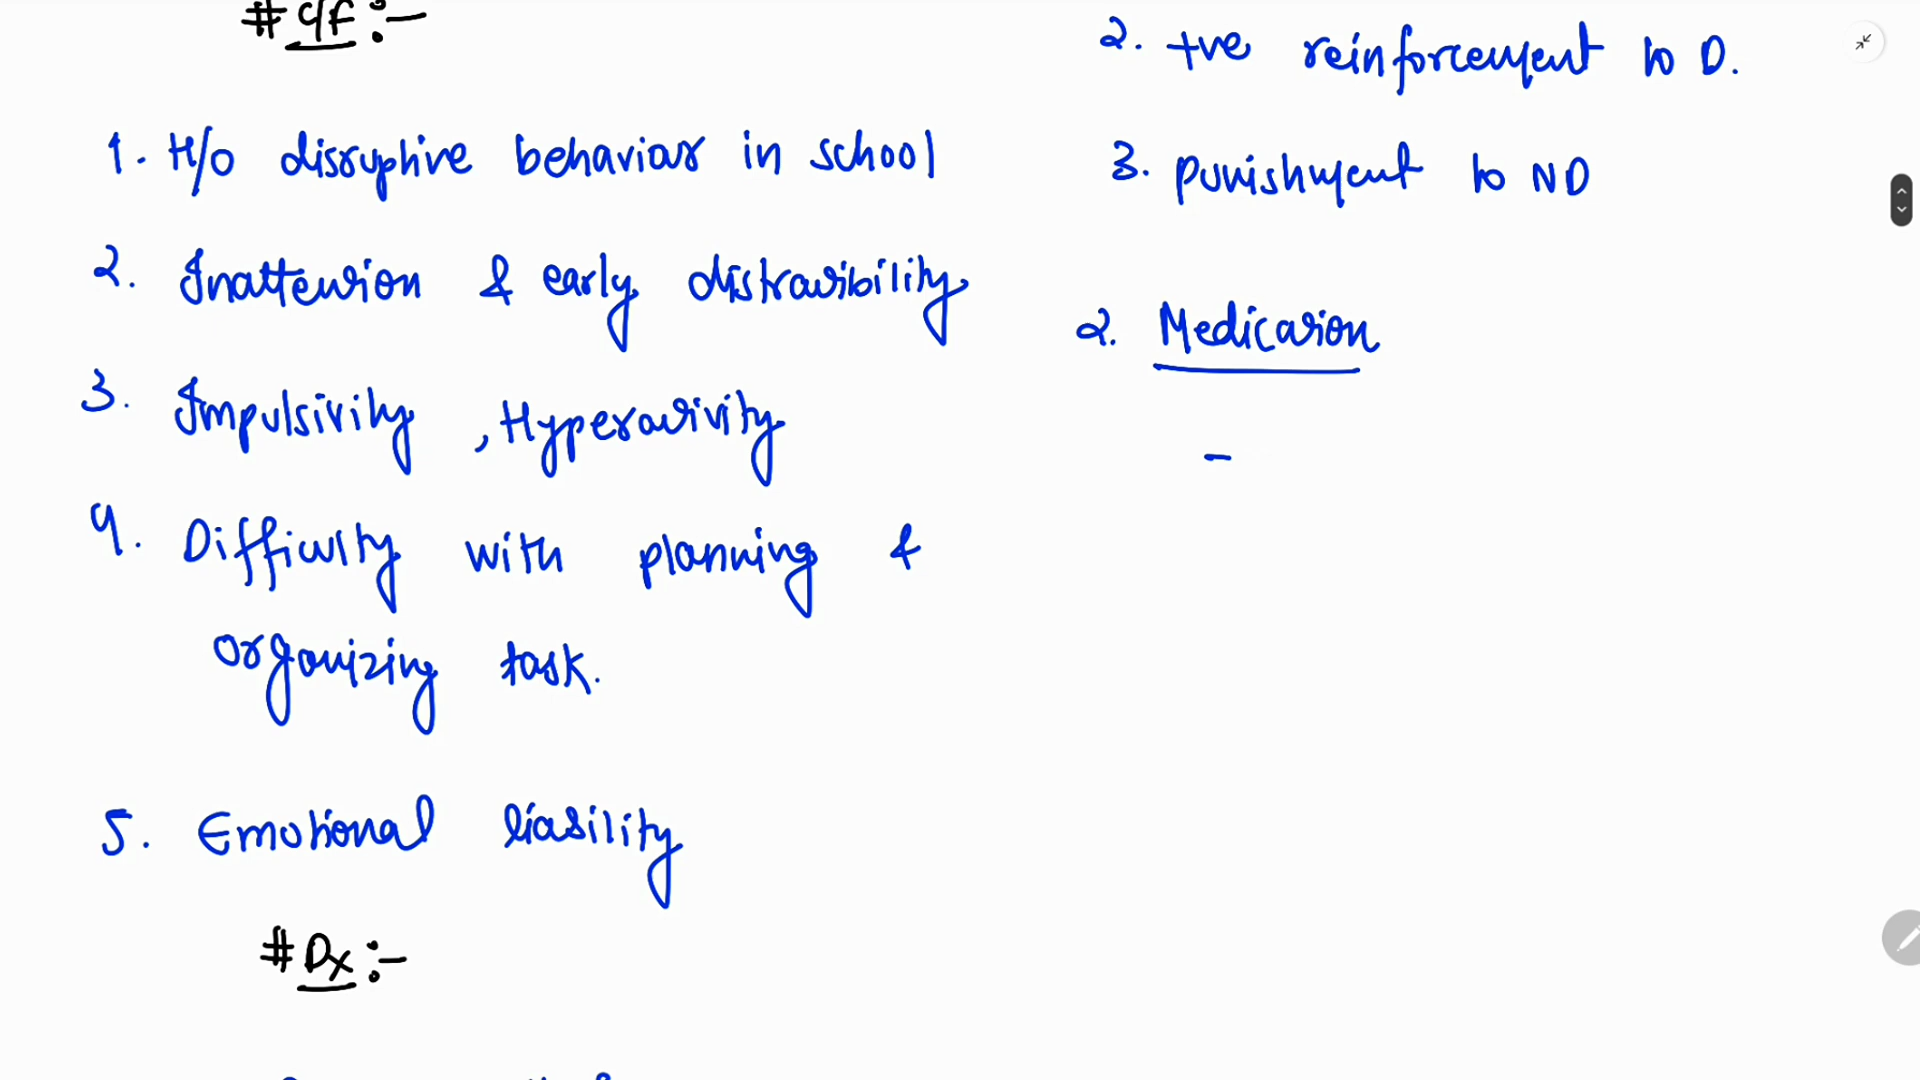 # C/F :-
1. H/o disruptive behavior in school
2. Inattention & early distractibility
3. Impulsivity, Hyperactivity
4. Difficulty with planning &
organizing task.
5. Emotional liability
# Dx :-
2. +ve reinforcement to D.
3. punishment to ND
2. Medication
-